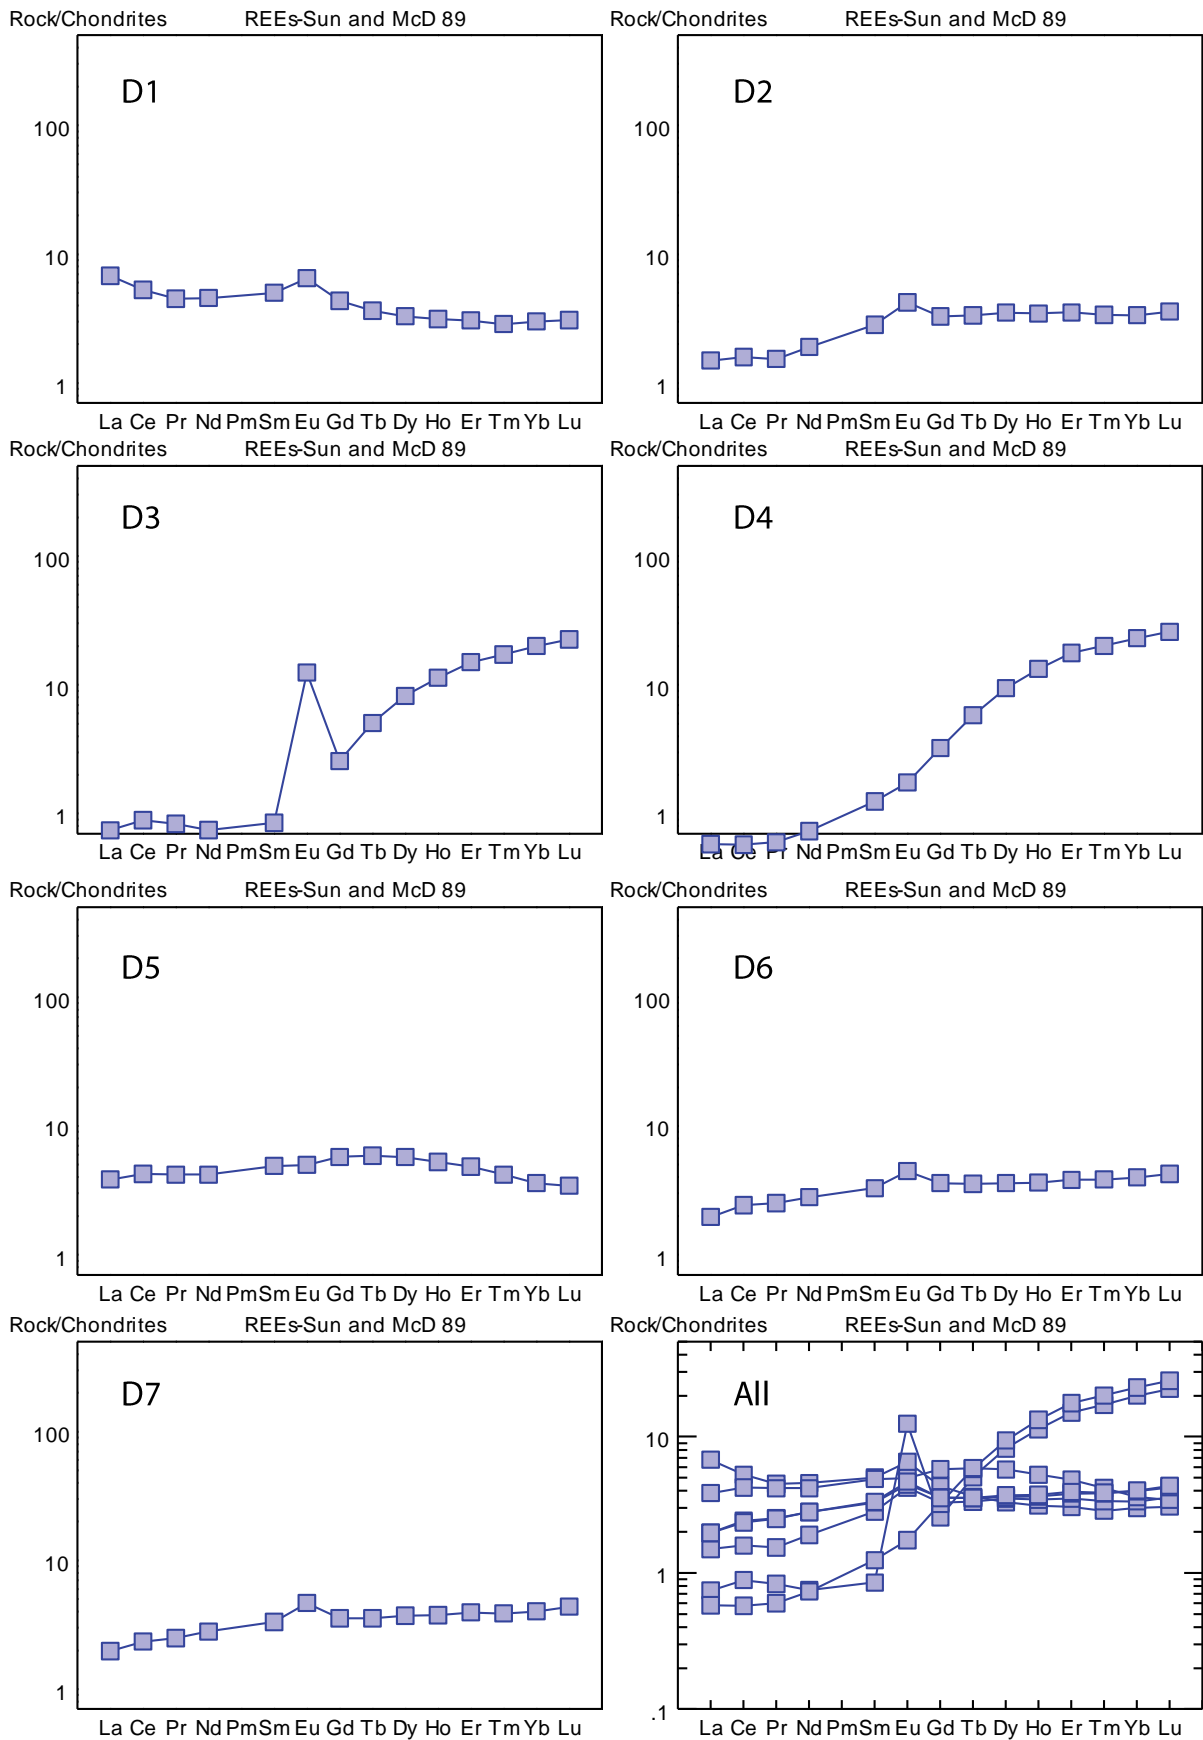 Rock/Chondrites REEs-Sun and McD 89
D1
100
10
1
La Ce Pr Nd Pm Sm Eu Gd Tb Dy Ho Er Tm Yb Lu
Rock/Chondrites REEs-Sun and McD 89
D2
100
10
1
La Ce Pr Nd Pm Sm Eu Gd Tb Dy Ho Er Tm Yb Lu
Rock/Chondrites REEs-Sun and McD 89
D3
100
10
1
La Ce Pr Nd Pm Sm Eu Gd Tb Dy Ho Er Tm Yb Lu
Rock/Chondrites REEs-Sun and McD 89
D4
100
10
1
La Ce Pr Nd Pm Sm Eu Gd Tb Dy Ho Er Tm Yb Lu
Rock/Chondrites REEs-Sun and McD 89
D5
100
10
1
La Ce Pr Nd Pm Sm Eu Gd Tb Dy Ho Er Tm Yb Lu
Rock/Chondrites REEs-Sun and McD 89
D6
100
10
1
La Ce Pr Nd Pm Sm Eu Gd Tb Dy Ho Er Tm Yb Lu
Rock/Chondrites REEs-Sun and McD 89
D7
100
10
1
La Ce Pr Nd Pm Sm Eu Gd Tb Dy Ho Er Tm Yb Lu
Rock/Chondrites REEs-Sun and McD 89
All
10
1
.1
La Ce Pr Nd Pm Sm Eu Gd Tb Dy Ho Er Tm Yb Lu